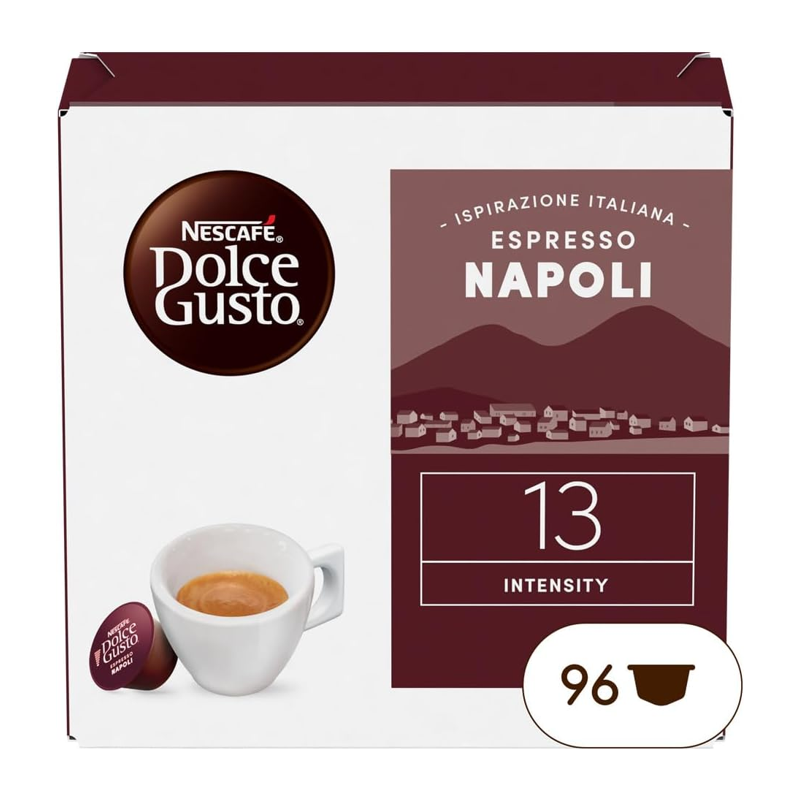 NESCAFÉ®
Dolce
Gusto®
- ISPIRAZIONE ITALIANA -
ESPRESSO
NAPOLI
13
INTENSITY
NESCAFÉ
Dolce
Gusto
ESPRESSO
NAPOLI
96